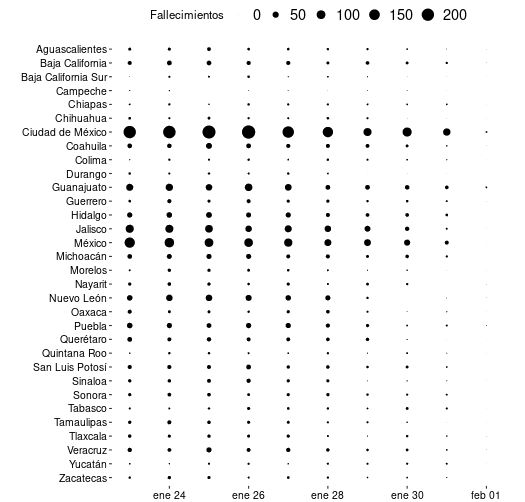 Fallecimientos 0 50 100 150 200
Aguascalientes
Baja California
Baja California Sur
Campeche
Chiapas
Chihuahua
Ciudad de México
Coahuila
Colima
Durango
Guanajuato
Guerrero
Hidalgo
Jalisco
México
Michoacán
Morelos
Nayarit
Nuevo León
Oaxaca
Puebla
Querétaro
Quintana Roo
San Luis Potosí
Sinaloa
Sonora
Tabasco
Tamaulipas
Tlaxcala
Veracruz
Yucatán
Zacatecas
ene 24 ene 26 ene 28 ene 30 feb 01